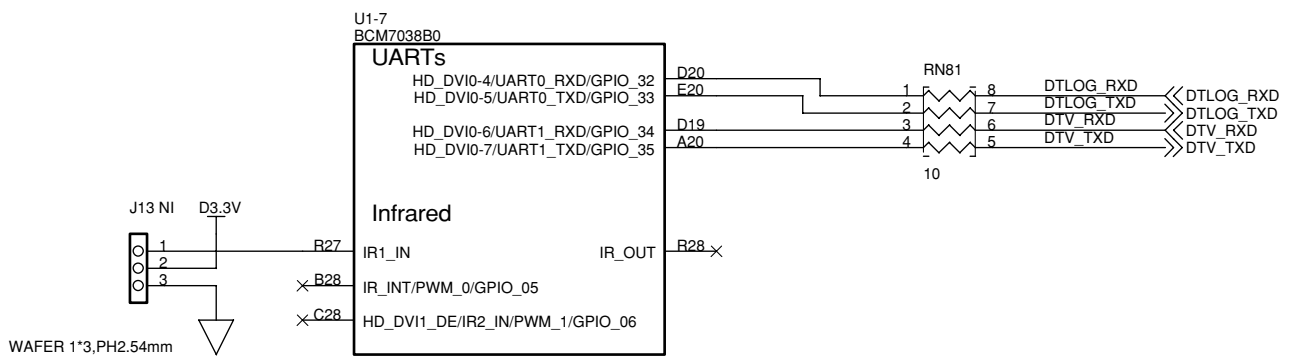 U1-7
BCM7038B0
UARTs
HD_DVI0-4/UART0_RXD/GPIO_32
HD_DVI0-5/UART0_TXD/GPIO_33
HD_DVI0-6/UART1_RXD/GPIO_34
HD_DVI0-7/UART1_TXD/GPIO_35
D20
E20
D19
A20
RN81
1 8 DTLOG_RXD DTLOG_RXD
2 7 DTLOG_TXD DTLOG_TXD
3 6 DTV_RXD DTV_RXD
4 5 DTV_TXD DTV_TXD
10
J13 NI D3.3V
1
2
3
Infrared
R27 IR1_IN IR_OUT R28
B28 IR_INT/PWM_0/GPIO_05
C28 HD_DVI1_DE/IR2_IN/PWM_1/GPIO_06
WAFER 1*3,PH2.54mm